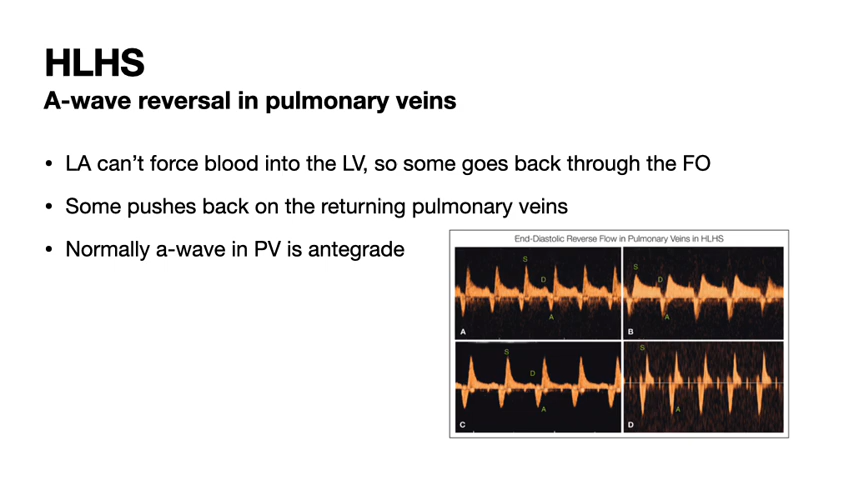 HLHS
A-wave reversal in pulmonary veins
• LA can’t force blood into the LV, so some goes back through the FO
• Some pushes back on the returning pulmonary veins
• Normally a-wave in PV is antegrade
End-Diastolic Reverse Flow in Pulmonary Veins in HLHS
S
D
A
A
S
D
A
B
S
D
A
C
S
A
D